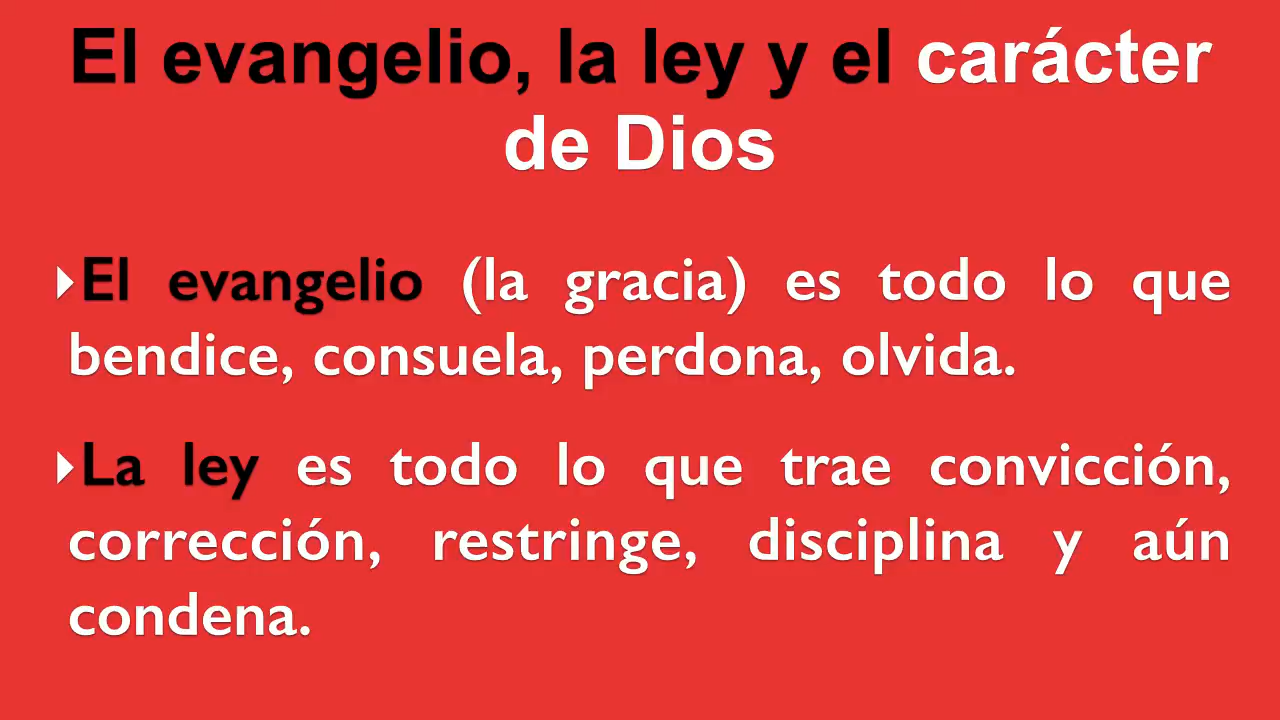 El evangelio, la ley y el carácter
de Dios
El evangelio (la gracia) es todo lo que
bendice, consuela, perdona, olvida.
La ley es todo lo que trae convicción,
corrección, restringe, disciplina y aún
condena.